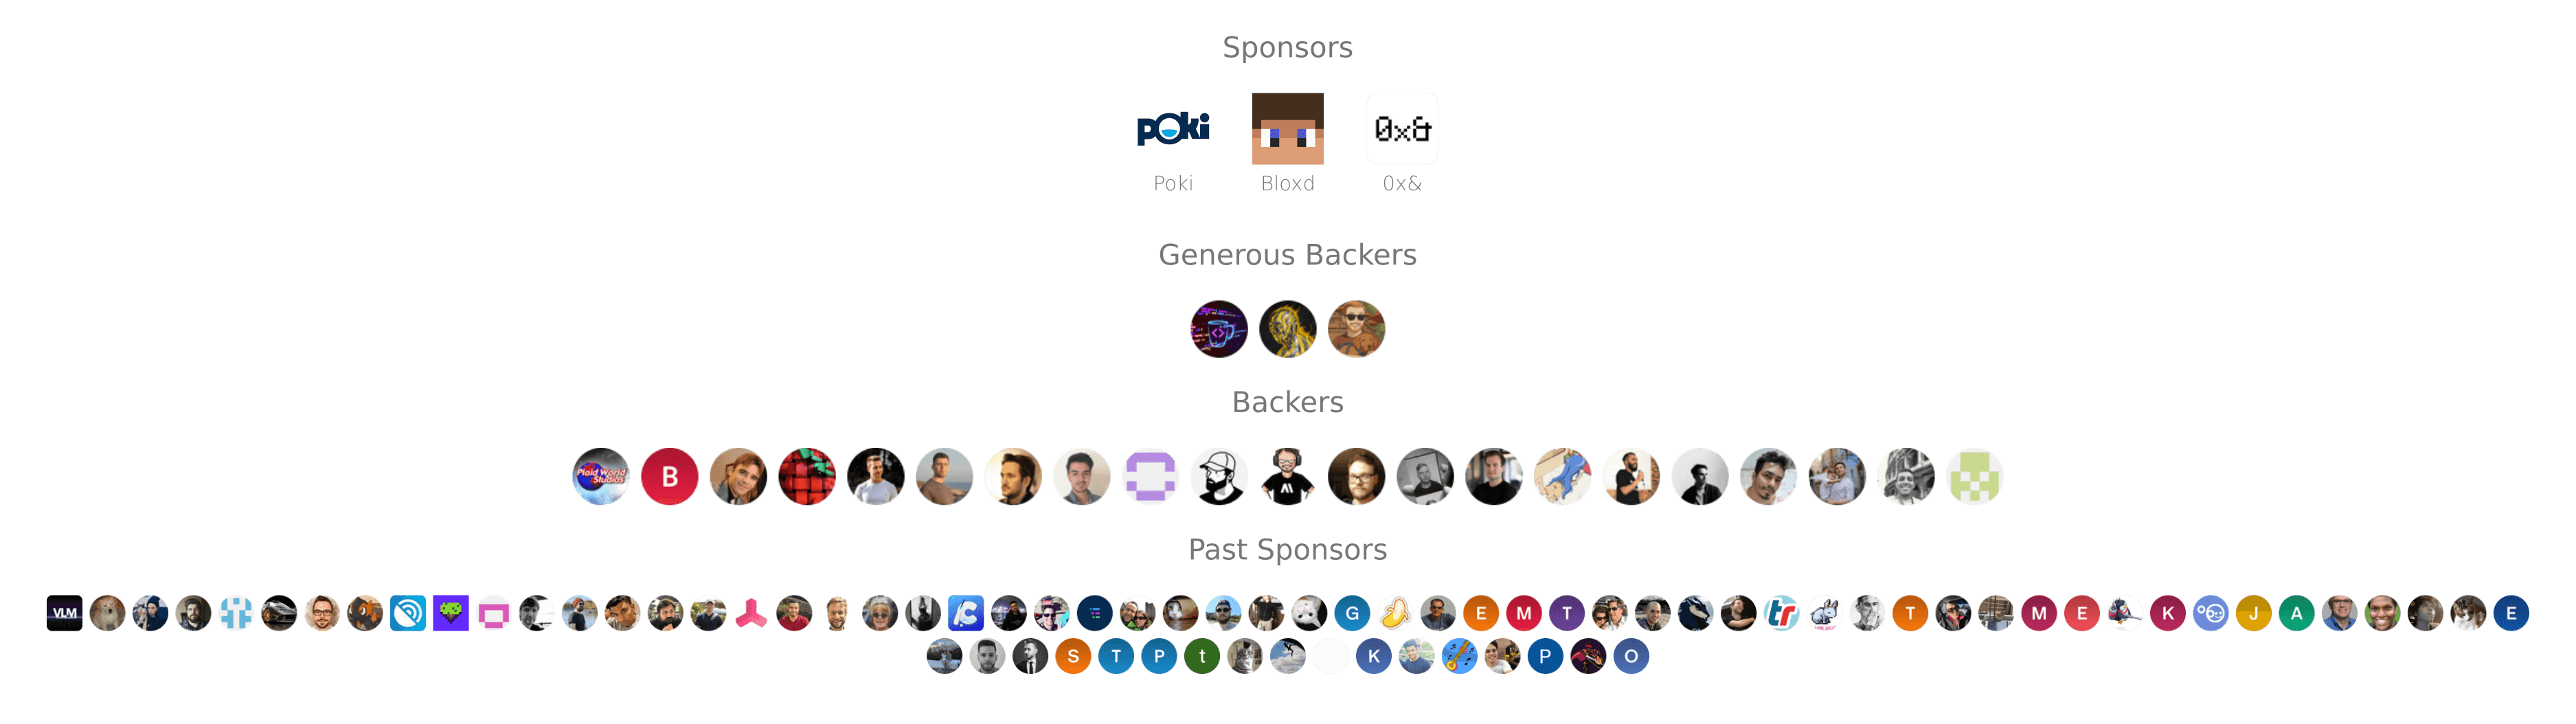 Sponsors
poki
0x&
Poki
Bloxd
0x&
Generous Backers
Backers
Plaid World Studios
B
Past Sponsors
VLM
G
E
M
T
tr
T
M
E
K
J
A
E
S
T
P
t
K
P
O